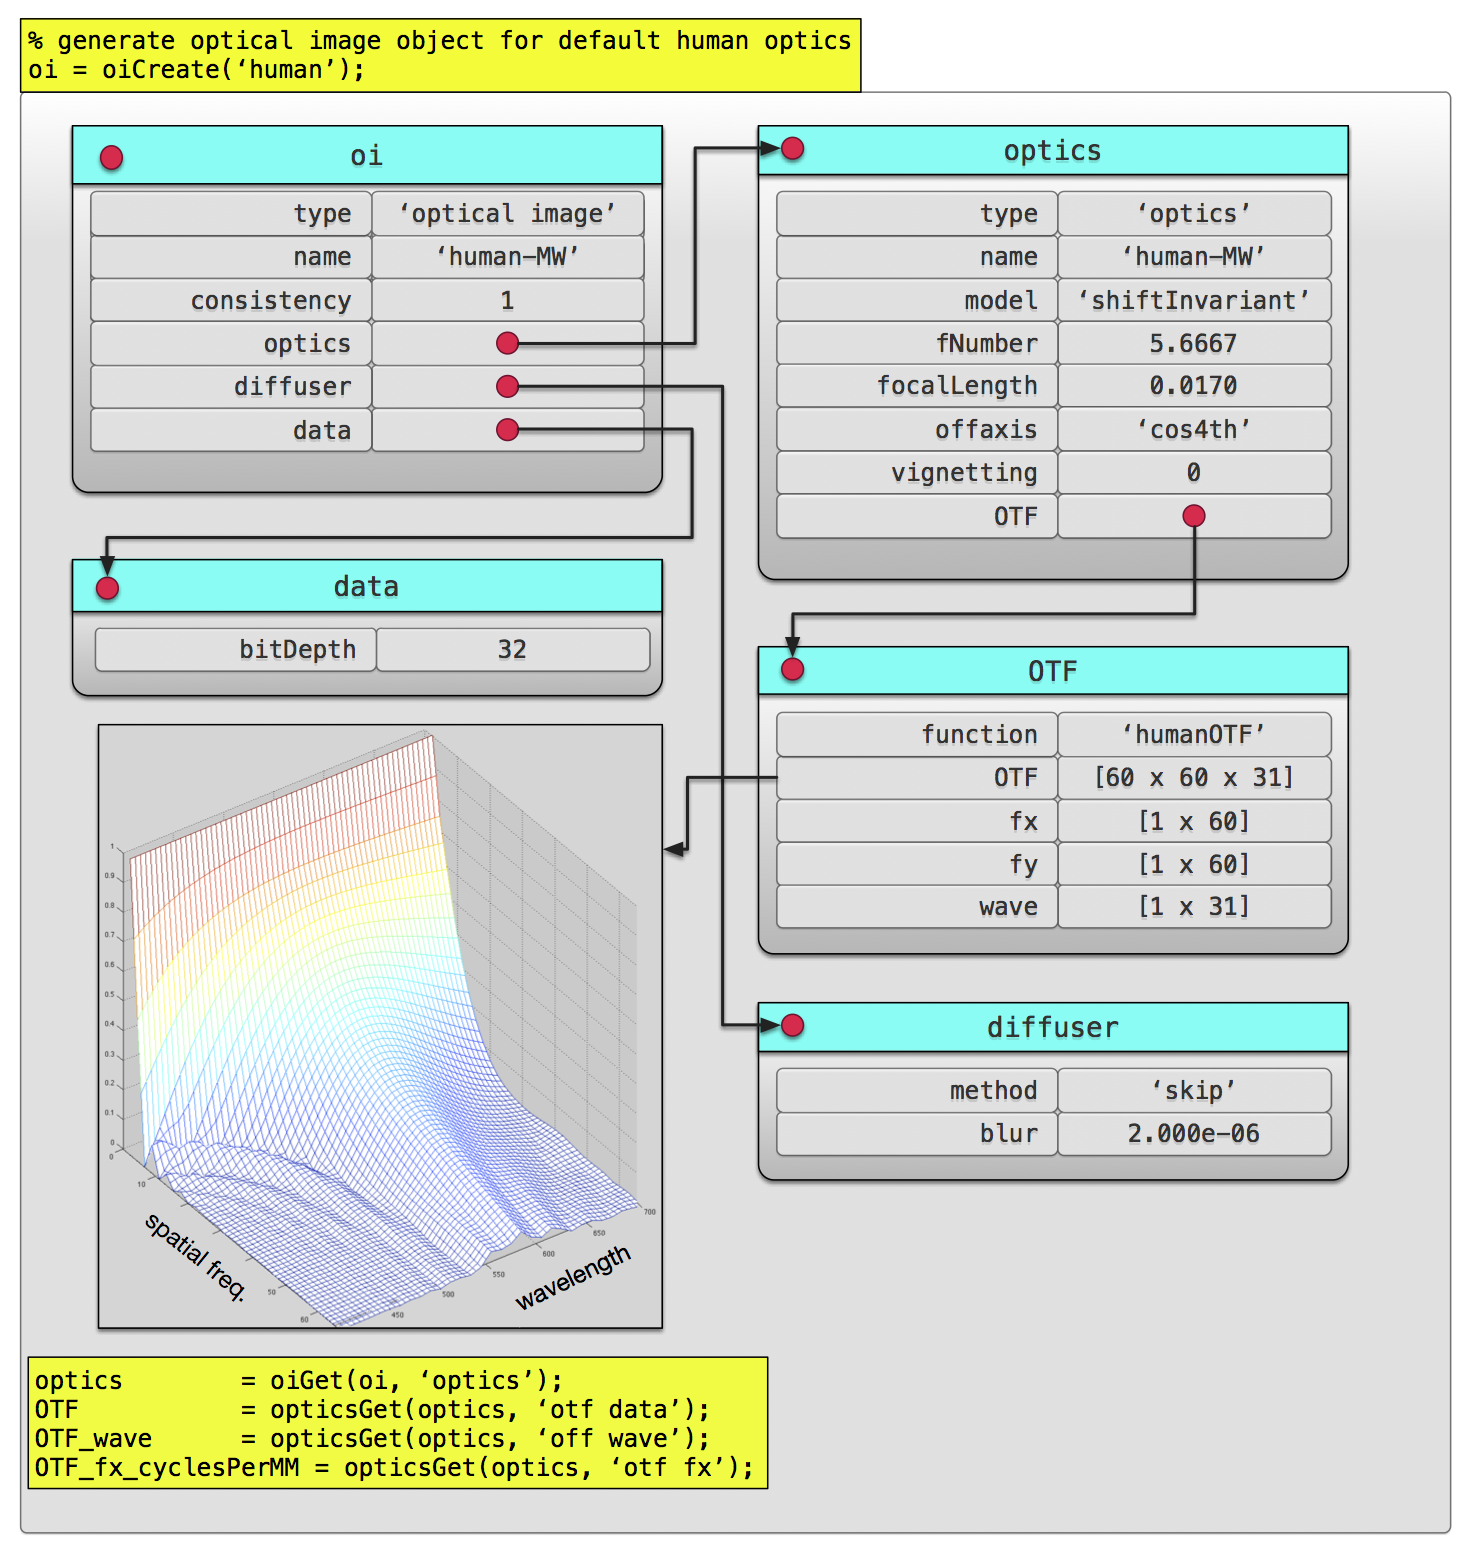 % generate optical image object for default human optics
oi = oiCreate(‘human’);
oi
type ‘optical image’
name ‘human–MW’
consistency 1
optics
diffuser
data
optics
type ‘optics’
name ‘human–MW’
model ‘shiftInvariant’
fNumber 5.6667
focalLength 0.0170
offaxis ‘cos4th’
vignetting 0
OTF
data
bitDepth 32
OTF
function ‘humanOTF’
OTF [60 x 60 x 31]
fx [1 x 60]
fy [1 x 60]
wave [1 x 31]
diffuser
method ‘skip’
blur 2.000e–06
1
0.9
0.8
0.7
0.6
0.5
0.4
0.3
0.2
0.1
0
0
10
50
60
spatial freq.
450
500
550
600
650
700
wavelength
optics = oiGet(oi, ‘optics’);
OTF = opticsGet(optics, ‘otf data’);
OTF_wave = opticsGet(optics, ‘off wave’);
OTF_fx_cyclesPerMM = opticsGet(optics, ‘otf fx’);